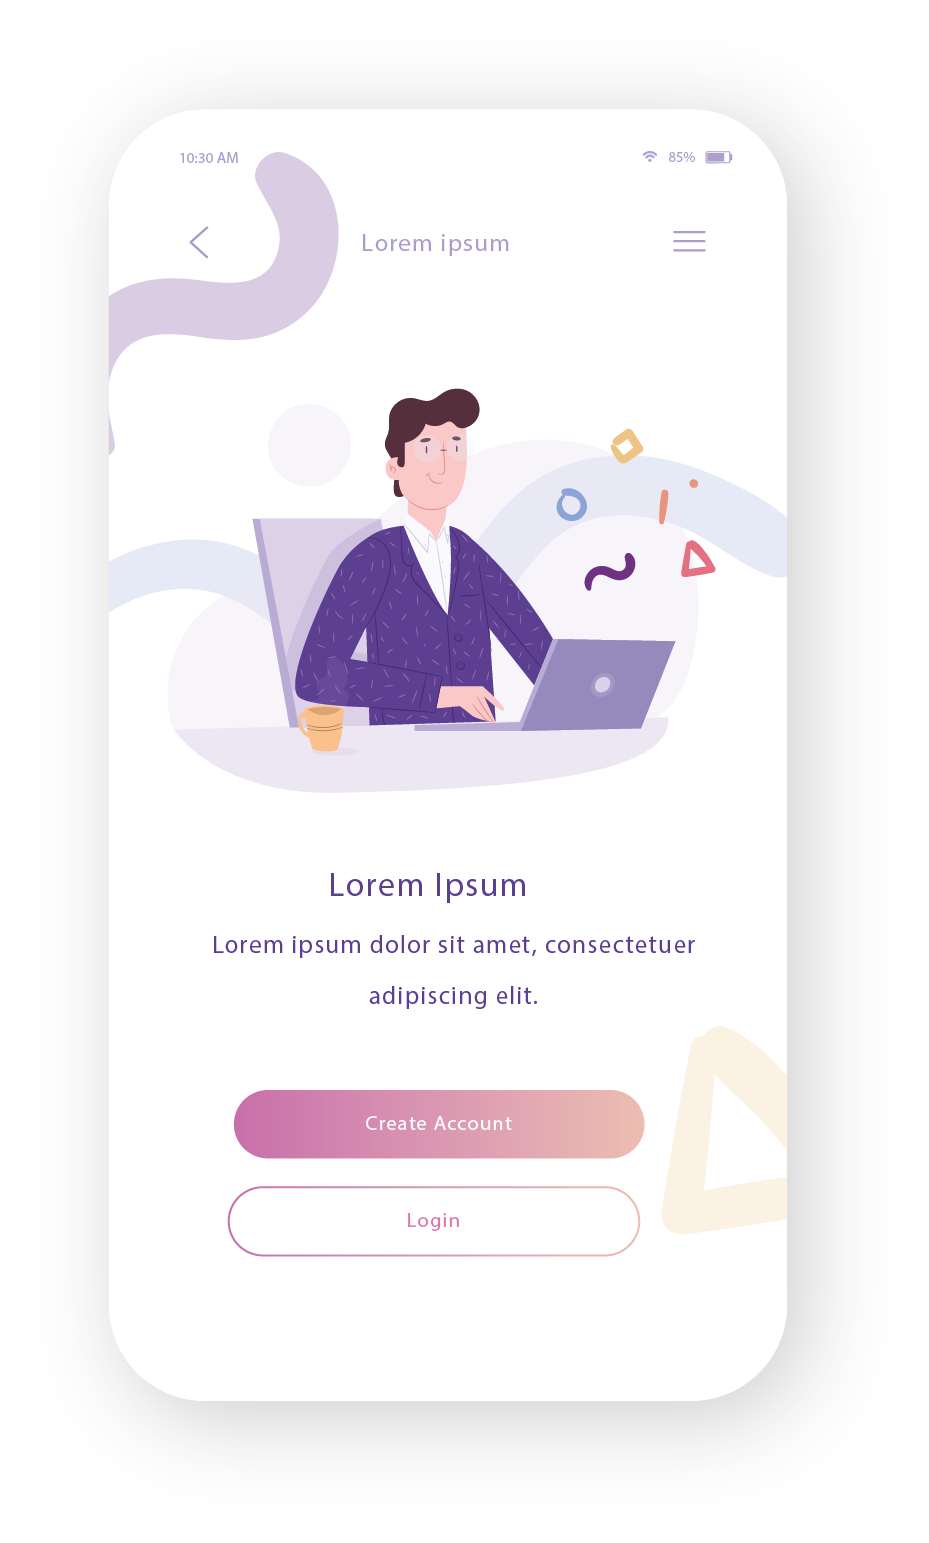 10:30 AM
85%
Lorem ipsum
Lorem Ipsum
Lorem ipsum dolor sit amet, consectetuer
adipiscing elit.
Create Account
Login